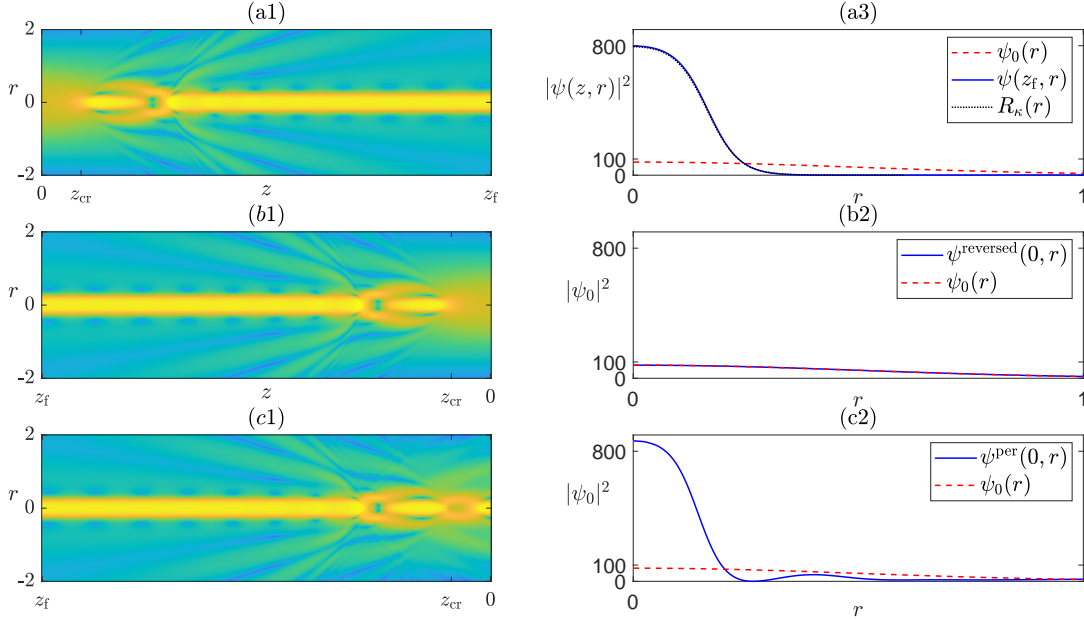 (a1)
2
r
0
-2
0
z_cr
z
z_f
(a3)
800
|ψ(z, r)|²
100
0
r
1
ψ₀(r)
ψ(z_f, r)
R_κ(r)
(b1)
2
r
0
-2
z_f
z
z_cr
0
(b2)
800
|ψ₀|²
100
0
0
r
1
ψ^reversed(0, r)
ψ₀(r)
(c1)
2
r
0
-2
z_f
z_cr
0
(c2)
800
|ψ₀|²
100
0
0
r
1
ψ^per(0, r)
ψ₀(r)